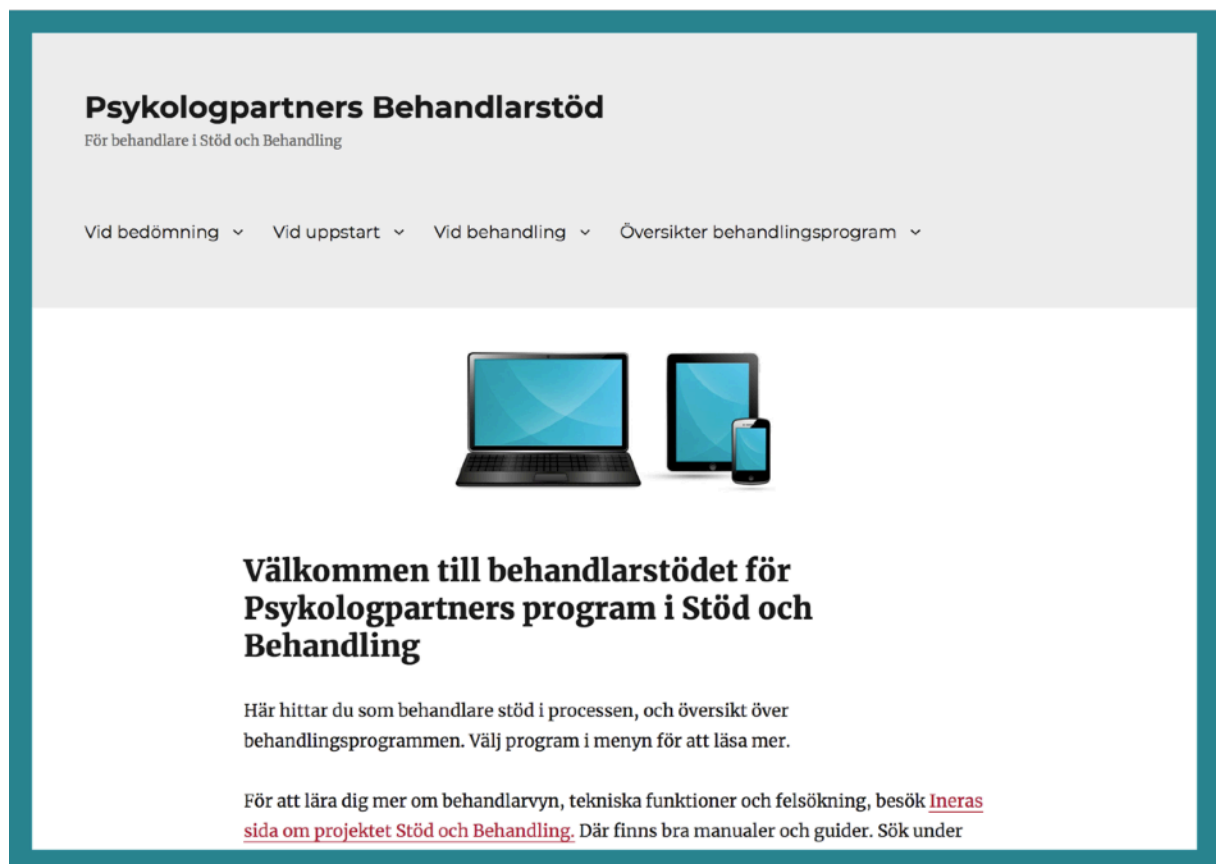 Psykologpartners Behandlarstöd
För behandlare i Stöd och Behandling
Vid bedömning Vid uppstart Vid behandling Översikter behandlingsprogram
Välkommen till behandlarstödet för
Psykologpartners program i Stöd och
Behandling
Här hittar du som behandlare stöd i processen, och översikt över
behandlingsprogrammen. Välj program i menyn för att läsa mer.
För att lära dig mer om behandlarvyn, tekniska funktioner och felsökning, besök Ineras
sida om projektet Stöd och Behandling. Där finns bra manualer och guider. Sök under